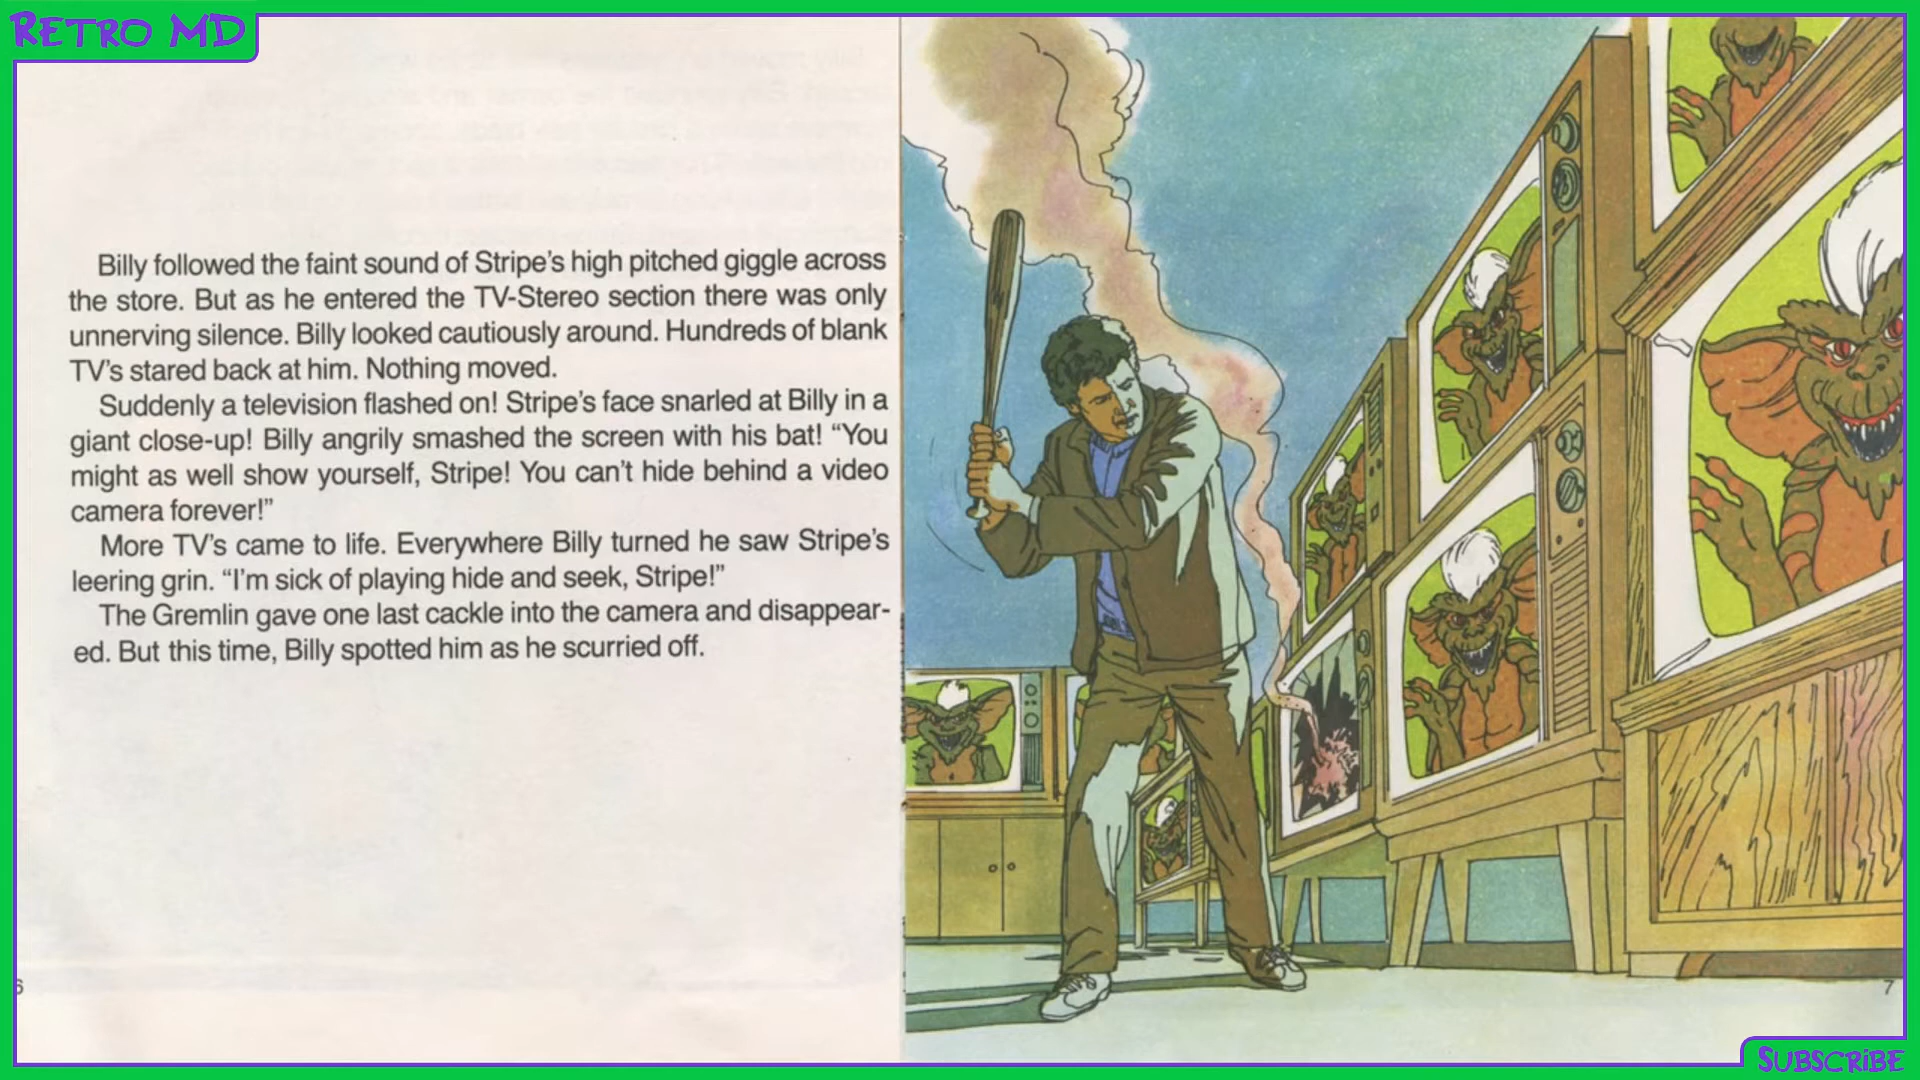 RETRO MD
Billy followed the faint sound of Stripe's high pitched giggle across
the store. But as he entered the TV-Stereo section there was only
unnerving silence. Billy looked cautiously around. Hundreds of blank
TV's stared back at him. Nothing moved.
Suddenly a television flashed on! Stripe's face snarled at Billy in a
giant close-up! Billy angrily smashed the screen with his bat! “You
might as well show yourself, Stripe! You can't hide behind a video
camera forever!”
More TV's came to life. Everywhere Billy turned he saw Stripe's
leering grin. “I'm sick of playing hide and seek, Stripe!”
The Gremlin gave one last cackle into the camera and disappear-
ed. But this time, Billy spotted him as he scurried off.
6
7
SUBSCRIBE